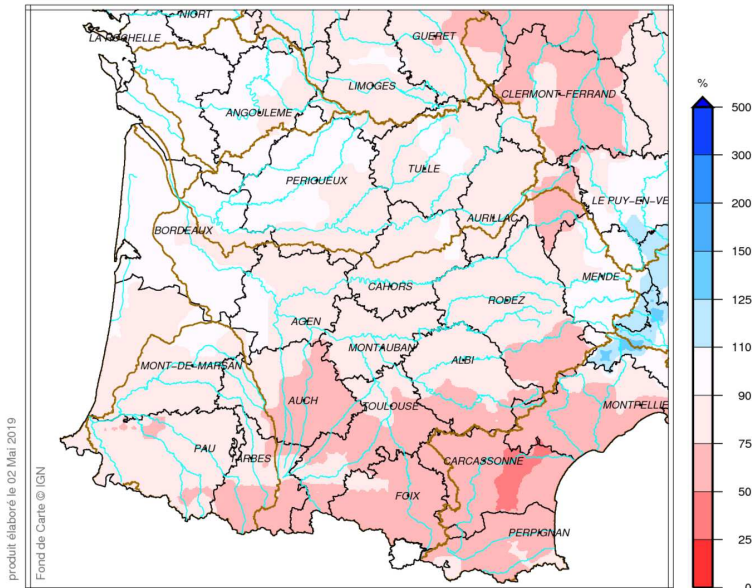 NIORT
LA ROCHELLE
GUERET
LIMOGES
CLERMONT-FERRAND
ANGOULEME
TULLE
PERIGUEUX
LE PUY-EN-VE
AURILLAC
BORDEAUX
MENDE
CAHORS
RODEZ
AGEN
MONTAUBAN
ALBI
MONT-DE-MARSAN
AUCH
TOULOUSE
MONTPELLIE
PAU
TARBES
CARCASSONNE
FOIX
PERPIGNAN
%
500
300
200
150
125
110
90
75
50
25
0
produit élaboré le 02 Mai 2019
Fond de Carte © IGN